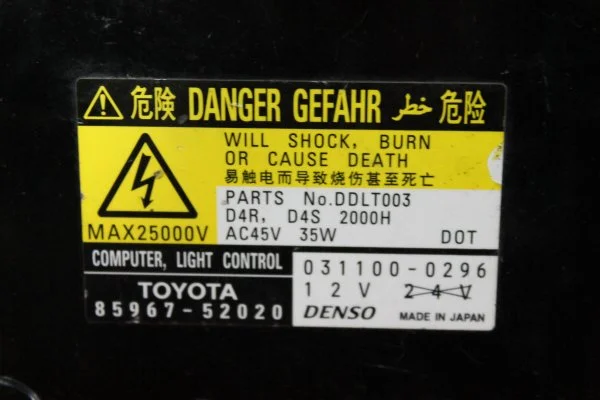 危険 DANGER GEFAHR خطر 危险
WILL SHOCK, BURN
OR CAUSE DEATH
易触电而导致烧伤甚至死亡
MAX25000V
PARTS No.DDLT003
D4R, D4S 2000H
AC45V 35W DOT
COMPUTER, LIGHT CONTROL
TOYOTA
85967-52020
031100-0296
12V 24V
DENSO MADE IN JAPAN